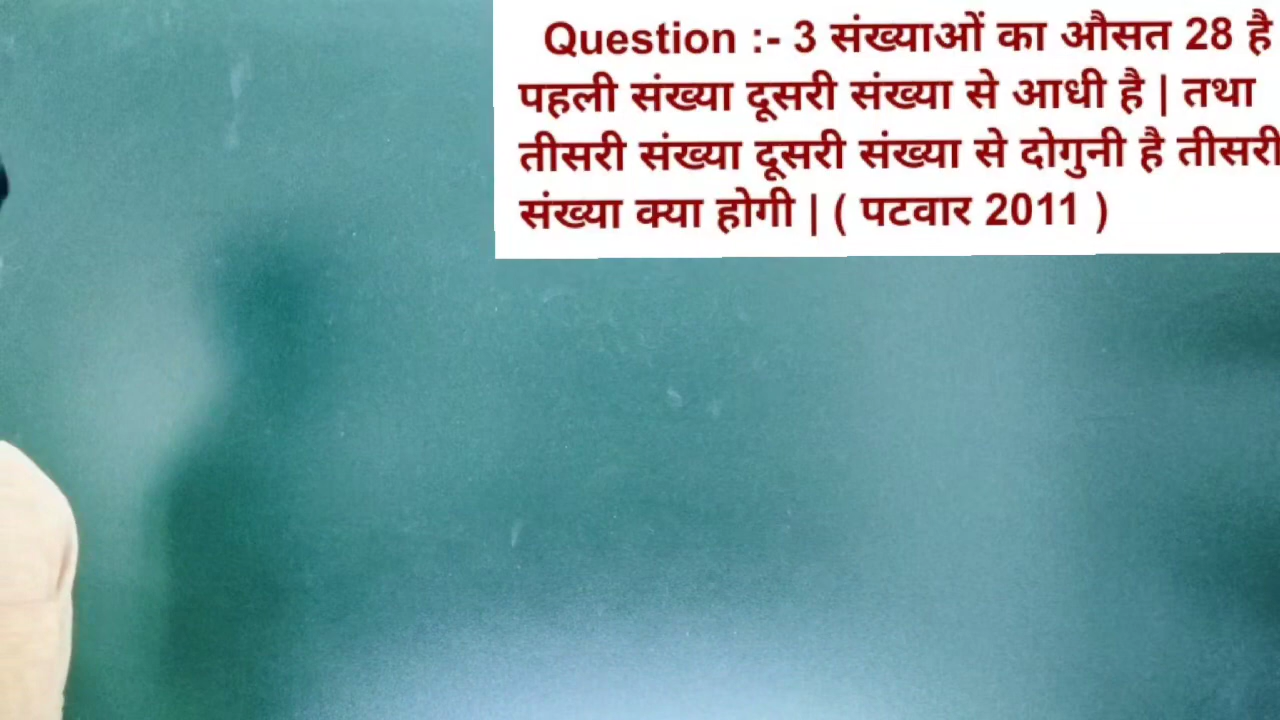 Question :- 3 संख्याओं का औसत 28 है
पहली संख्या दूसरी संख्या से आधी है | तथा
तीसरी संख्या दूसरी संख्या से दोगुनी है तीसरी
संख्या क्या होगी | ( पटवार 2011 )